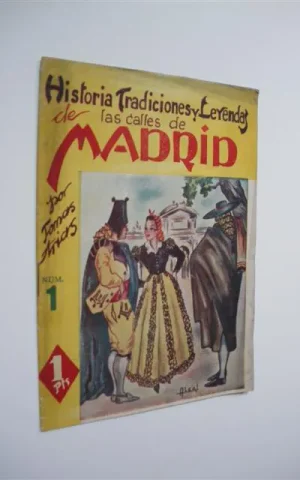 Historia Tradiciones y Leyendas
de las calles de
MADRID
por
Tomas
Arias
NÚM.
1
1
Pts